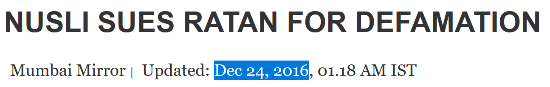 NUSLI SUES RATAN FOR DEFAMATION
Mumbai Mirror | Updated: Dec 24, 2016, 01.18 AM IST